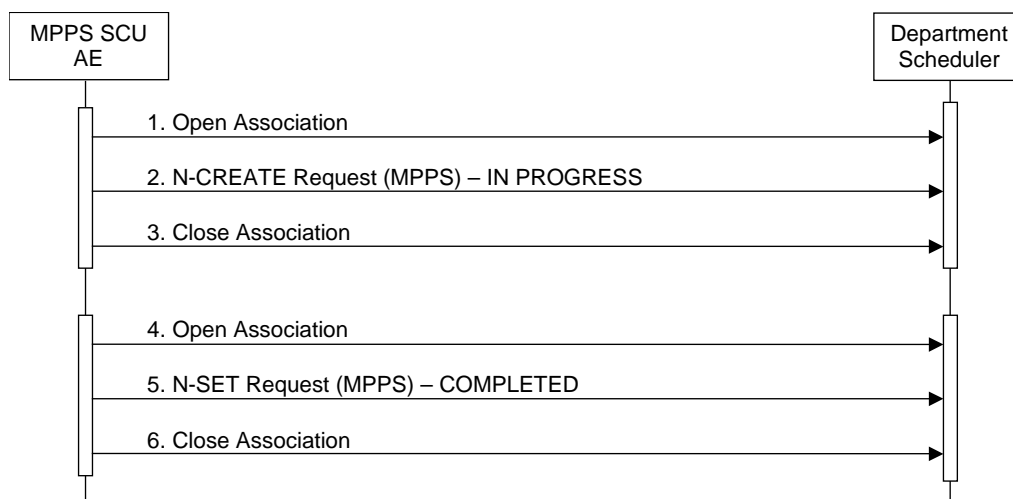 MPPS SCU
AE
Department
Scheduler
1. Open Association
2. N-CREATE Request (MPPS) – IN PROGRESS
3. Close Association
4. Open Association
5. N-SET Request (MPPS) – COMPLETED
6. Close Association